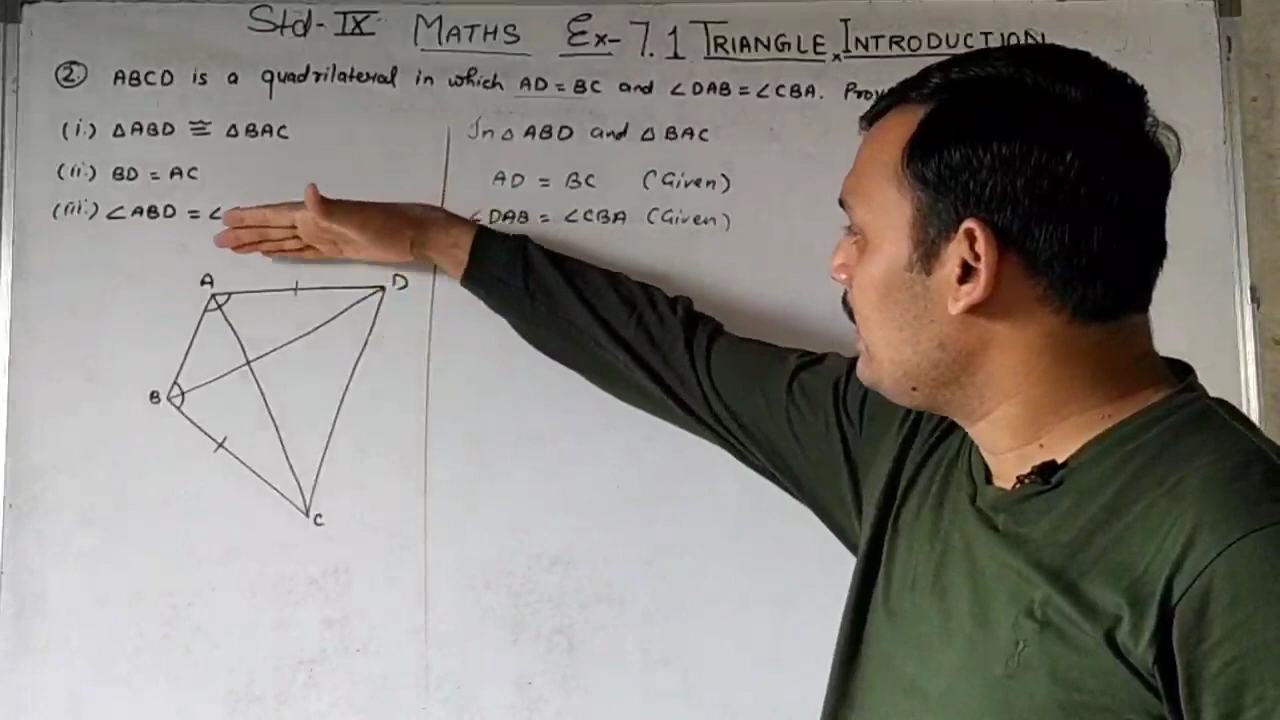 Std-IX MATHS Ex-7.1 TRIANGLE INTRODUCTION
② ABCD is a quadrilateral in which AD = BC and ∠DAB = ∠CBA.
(i.) △ABD ≅ △BAC
(ii.) BD = AC
(iii.) ∠ABD = ∠
In △ ABD and △ BAC
AD = BC (Given)
∠DAB = ∠CBA (Given)
A
D
B
C